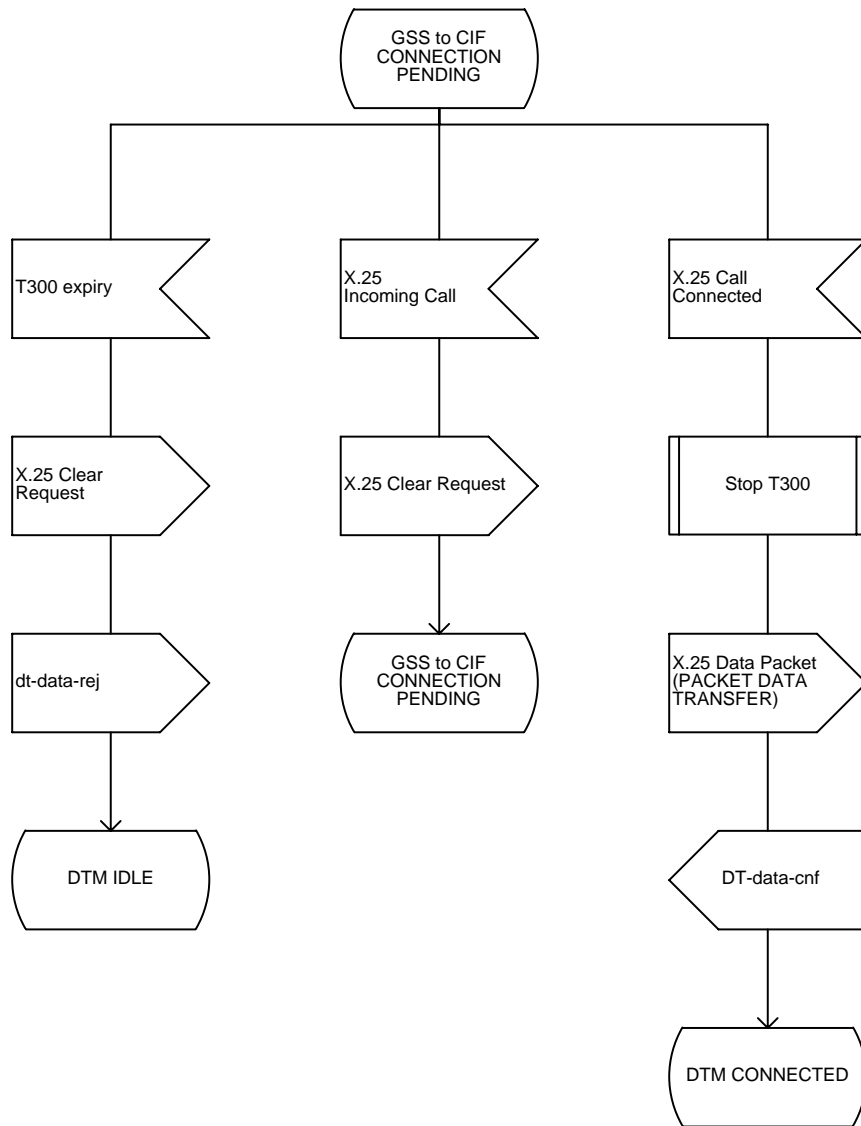 GSS to CIF
CONNECTION
PENDING
T300 expiry
X.25
Incoming Call
X.25 Call
Connected
X.25 Clear
Request
X.25 Clear Request
Stop T300
dt-data-rej
GSS to CIF
CONNECTION
PENDING
X.25 Data Packet
(PACKET DATA
TRANSFER)
DTM IDLE
DT-data-cnf
DTM CONNECTED